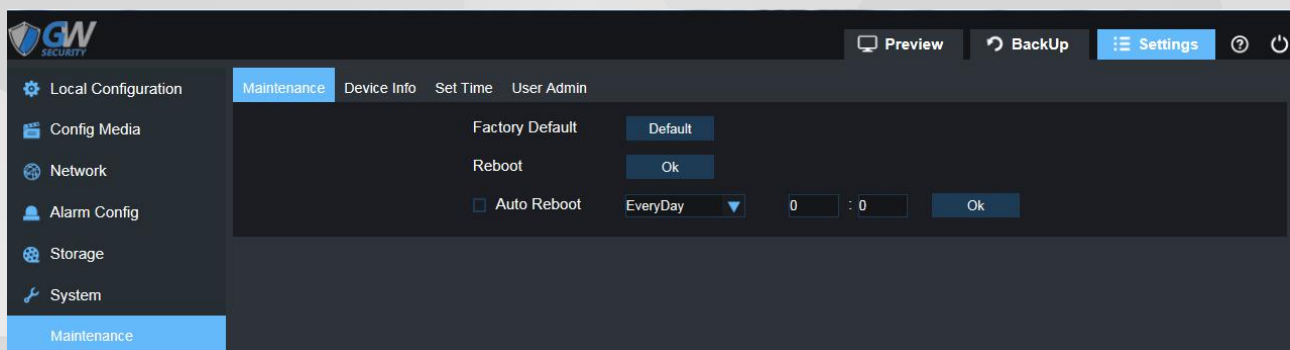 GW
SECURITY
Preview BackUp Settings
Local Configuration
Config Media
Network
Alarm Config
Storage
System
Maintenance
Maintenance Device Info Set Time User Admin
Factory Default Default
Reboot Ok
Auto Reboot EveryDay 0 : 0 Ok